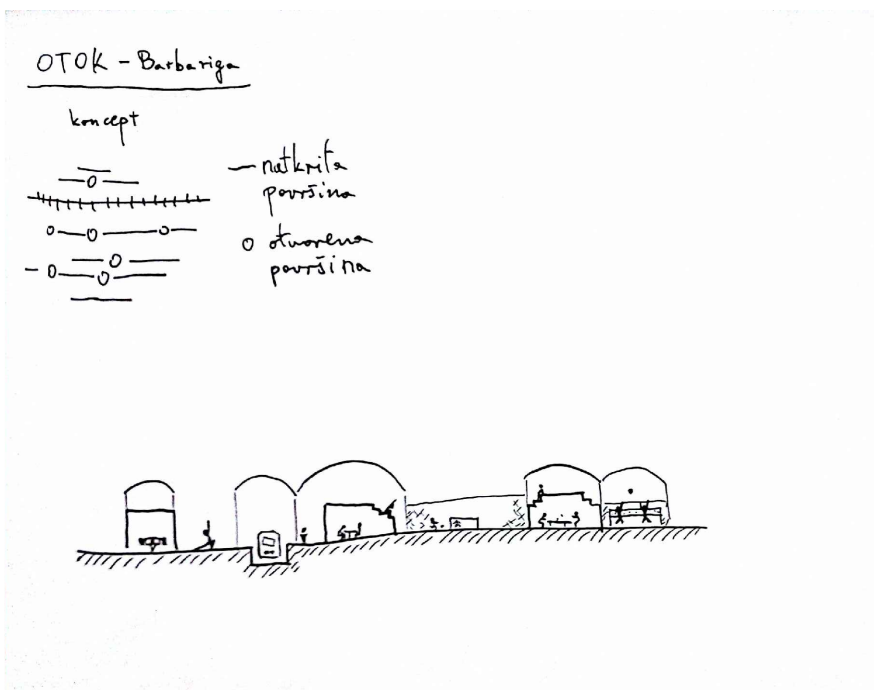 OTOK - Barbariga
koncept
— natkrita
površina
o otvorena
površina